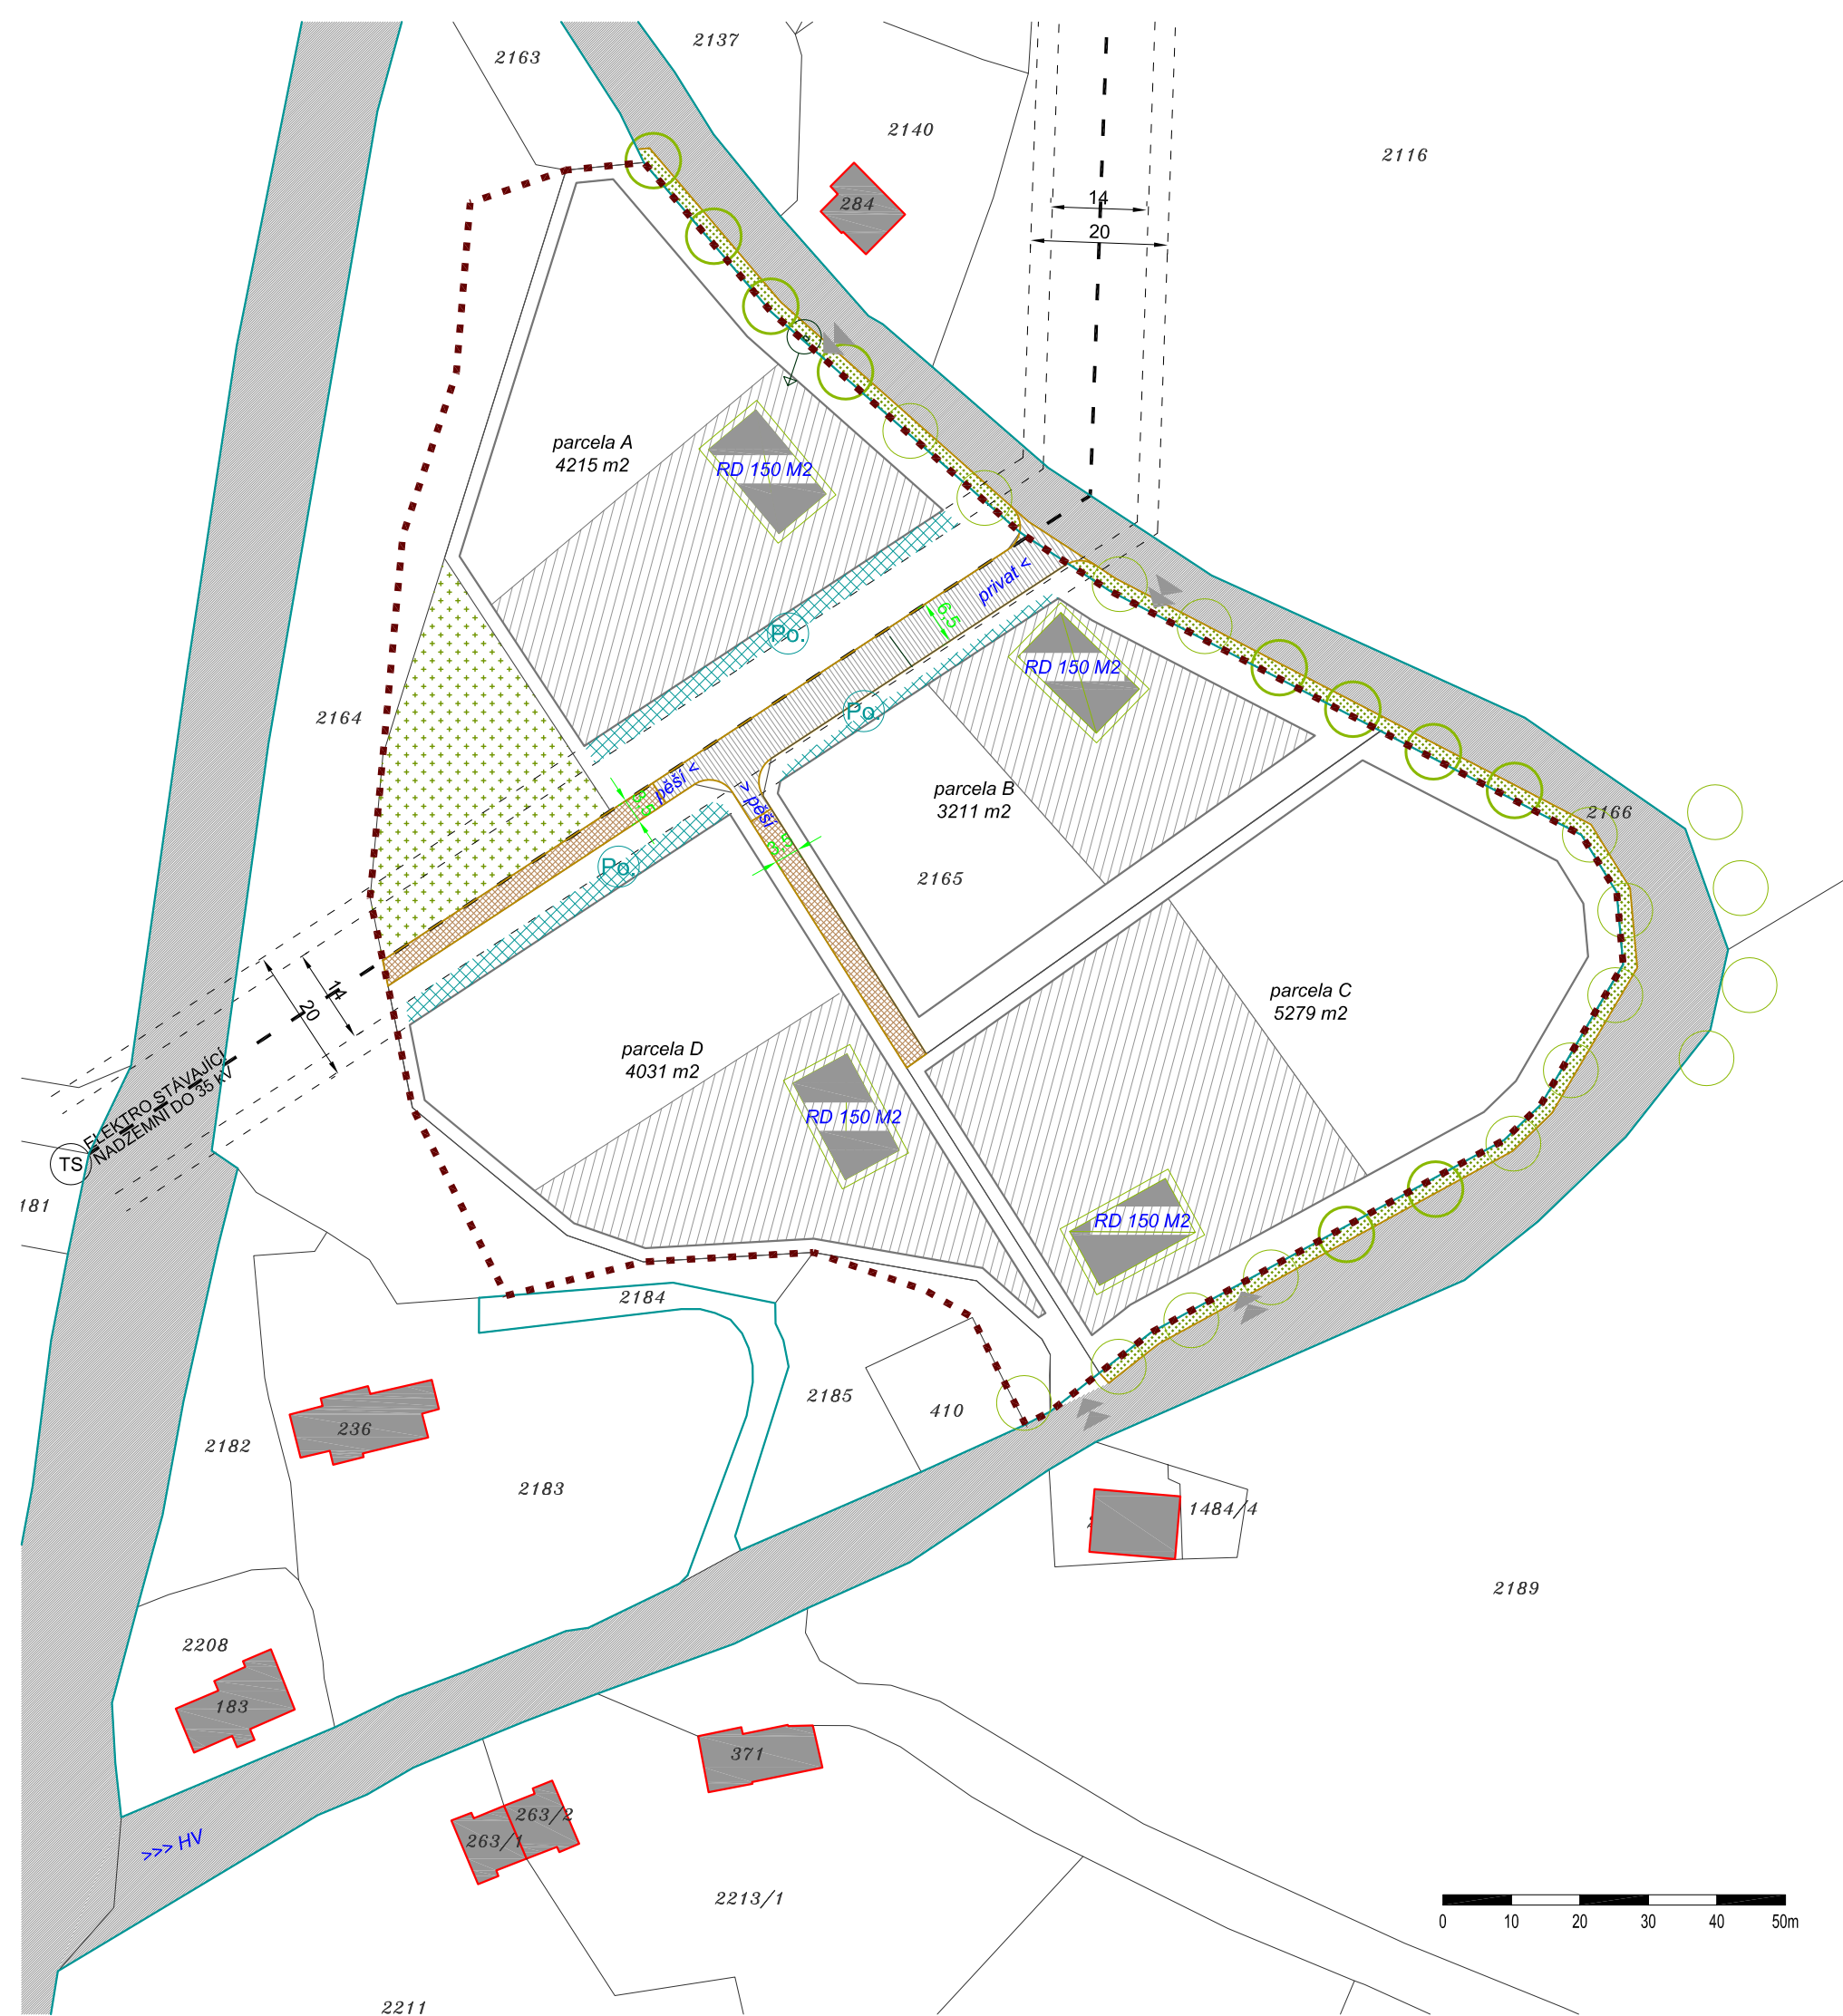 2137
2163
2140
2116
14
284
20
parcela A
4215 m2
RD 150 M2
privat <
6.5
Po.
RD 150 M2
2164
Po.
pěší <
> pěší
parcela B
3211 m2
3.5
2166
3.5
Po.
2165
14
20
parcela C
5279 m2
parcela D
4031 m2
ELEKTRO STÁVAJÍCÍ
NADZEMNÍ DO 35 kV
RD 150 M2
TS
181
RD 150 M2
2184
2185
410
236
2182
2183
1484/4
2189
2208
183
371
263/2
263/1
>>> HV
2213/1
0 10 20 30 40 50m
2211